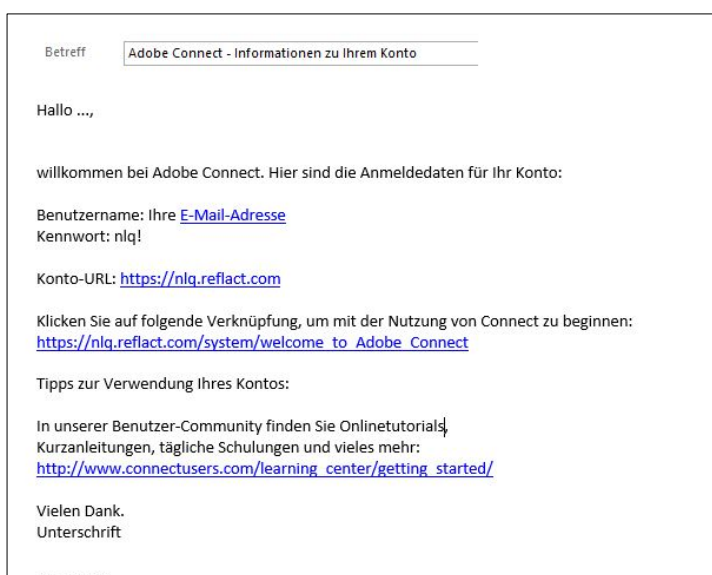 Betreff
Adobe Connect - Informationen zu Ihrem Konto
Hallo ...,
willkommen bei Adobe Connect. Hier sind die Anmeldedaten für Ihr Konto:
Benutzername: Ihre E-Mail-Adresse
Kennwort: nlq!
Konto-URL: https://nlq.reflact.com
Klicken Sie auf folgende Verknüpfung, um mit der Nutzung von Connect zu beginnen:
https://nlq.reflact.com/system/welcome_to_Adobe_Connect
Tipps zur Verwendung Ihres Kontos:
In unserer Benutzer-Community finden Sie Onlinetutorials,
Kurzanleitungen, tägliche Schulungen und vieles mehr:
http://www.connectusers.com/learning_center/getting_started/
Vielen Dank.
Unterschrift